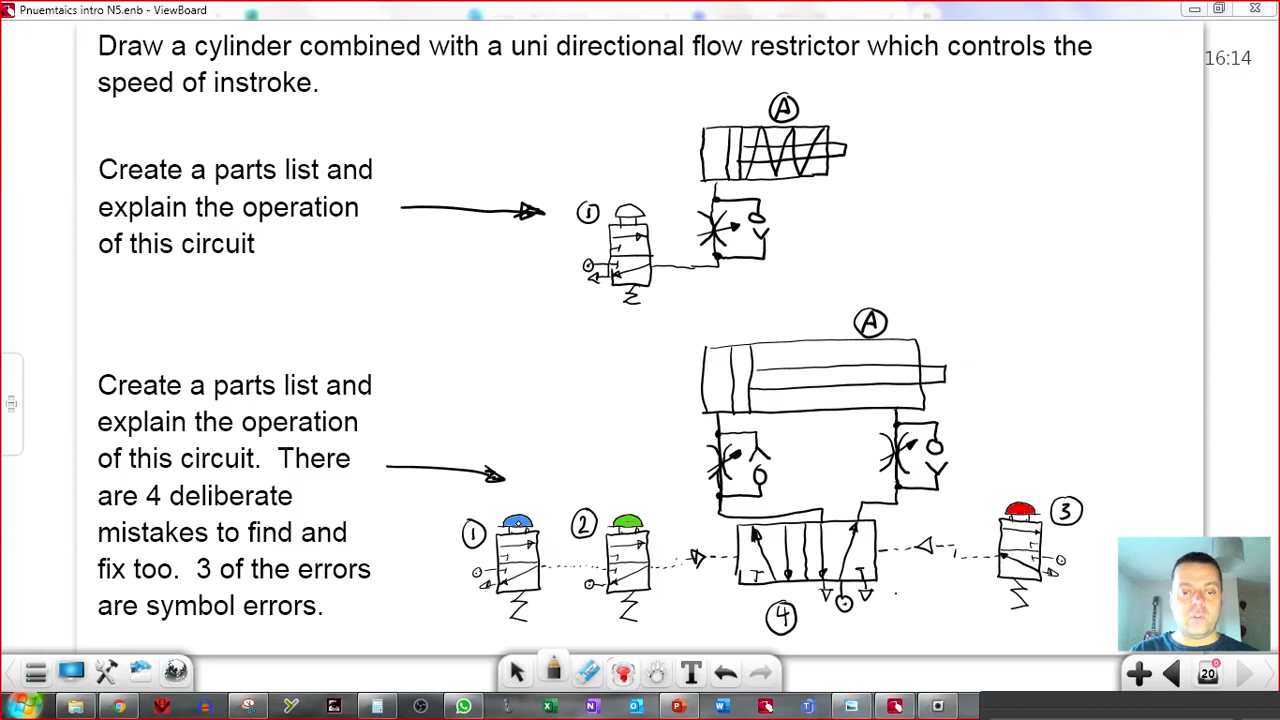 Pnuemtaics intro N5.enb - ViewBoard
16:14
Draw a cylinder combined with a uni directional flow restrictor which controls the
speed of instroke.
A
Create a parts list and
explain the operation
of this circuit
1
A
Create a parts list and
explain the operation
of this circuit. There
are 4 deliberate
mistakes to find and
fix too. 3 of the errors
are symbol errors.
1
2
3
4
T
20
0